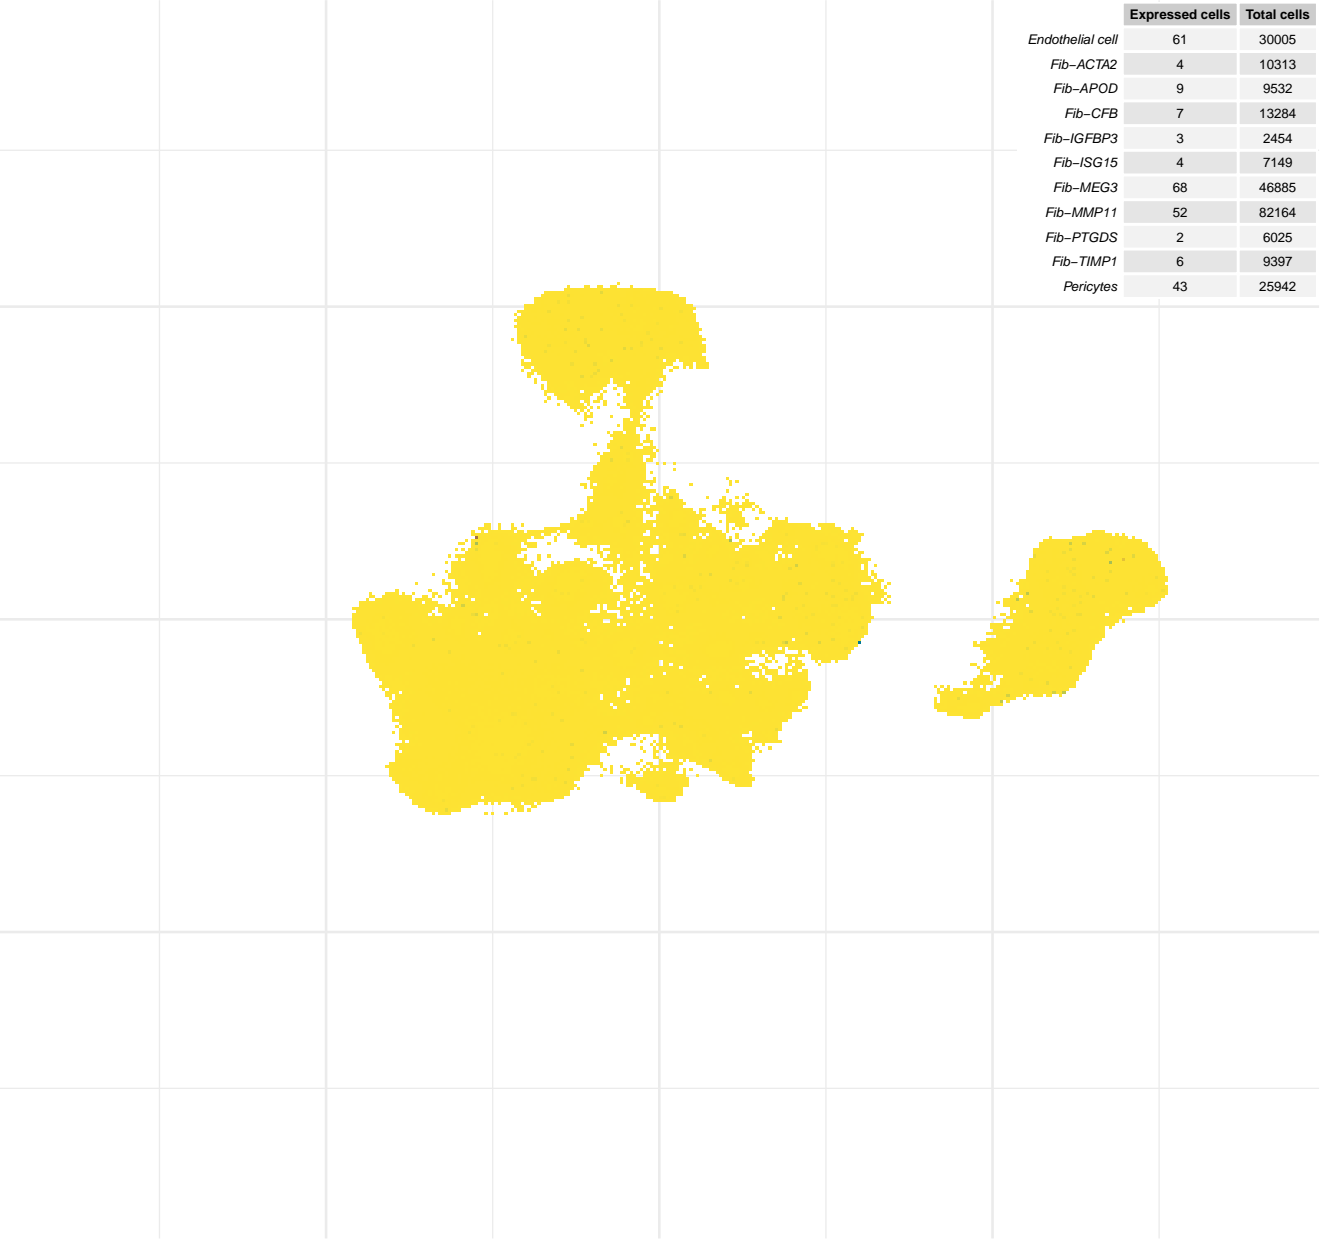 Expressed cells Total cells
Endothelial cell 61 30005
Fib−ACTA2 4 10313
Fib−APOD 9 9532
Fib−CFB 7 13284
Fib−IGFBP3 3 2454
Fib−ISG15 4 7149
Fib−MEG3 68 46885
Fib−MMP11 52 82164
Fib−PTGDS 2 6025
Fib−TIMP1 6 9397
Pericytes 43 25942